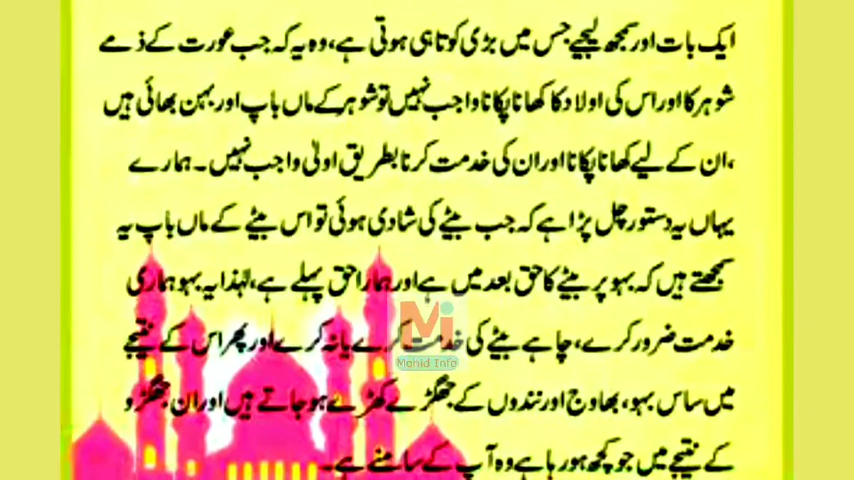 ایک بات اور سمجھ لیجیے جس میں بڑی کوتاہی ہوتی ہے، وہ یہ کہ جب عورت کے ذمے
شوہر کا اور اس کی اولاد کا کھانا پکانا واجب نہیں تو شوہر کے ماں باپ اور بہن بھائی ہیں
،ان کے لیے کھانا پکانا اور ان کی خدمت کرنا بطریق اولیٰ واجب نہیں۔ ہمارے
یہاں یہ دستور چل پڑا ہے کہ جب بیٹے کی شادی ہوئی تو اس بیٹے کے ماں باپ یہ
سمجھتے ہیں کہ بہو پر بیٹے کا حق بعد میں ہے اور ہمارا حق پہلے ہے، لہٰذا یہ بہو ہماری
خدمت ضرور کرے، چاہے بیٹے کی خدمت کرے یا نہ کرے اور پھر اس کے نتیجے
میں ساس بہو، بھاوج اور نندوں کے جھگڑے کھڑے ہو جاتے ہیں اور ان جھگڑو
کے نتیجے میں جو کچھ ہو رہا ہے وہ آپ کے سامنے ہے۔
Mi
Mohid Info